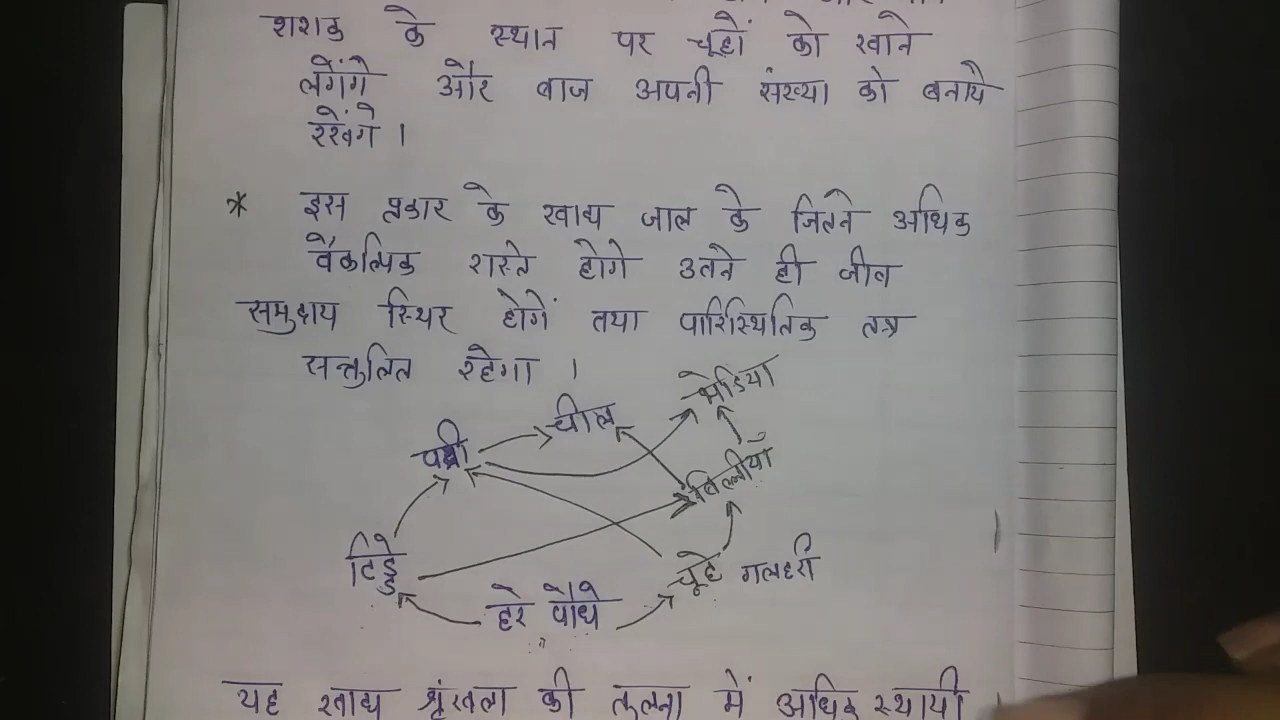 शशक के स्थान पर चूहों को खाने
लगेंगे और बाज अपनी संख्या को बनाये
रखेंगे ।
* इस प्रकार के खाद्य जाल के जितने अधिक
वैकल्पिक रास्ते होगे उतने ही जीव
समुदाय स्थिर होगें तथा पारिस्थितिक तन्त्र
सन्तुलित रहेगा ।
भेडिया
चील
पक्षी
बिल्लीयाँ
टिड्डे
चूहे गलहरी
हरे पौधे
यह खाद्य श्रृंखला की तुलना में अधिक स्थायी